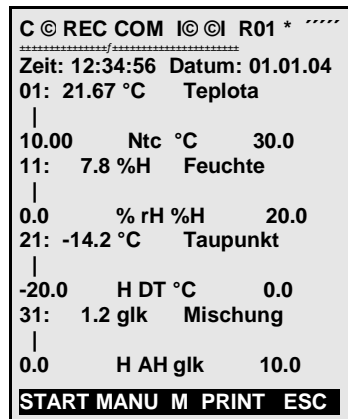 C © REC COM I© ©I R01 * ´´´´´
±±±±±±±±±±±±±±±ƒ±±±±±±±±±±±±±±±±±±±±±
Zeit: 12:34:56 Datum: 01.01.04
01: 21.67 °C Teplota
|
10.00 Ntc °C 30.0
11: 7.8 %H Feuchte
|
0.0 % rH %H 20.0
21: -14.2 °C Taupunkt
|
-20.0 H DT °C 0.0
31: 1.2 glk Mischung
|
0.0 H AH glk 10.0
START MANU M PRINT ESC